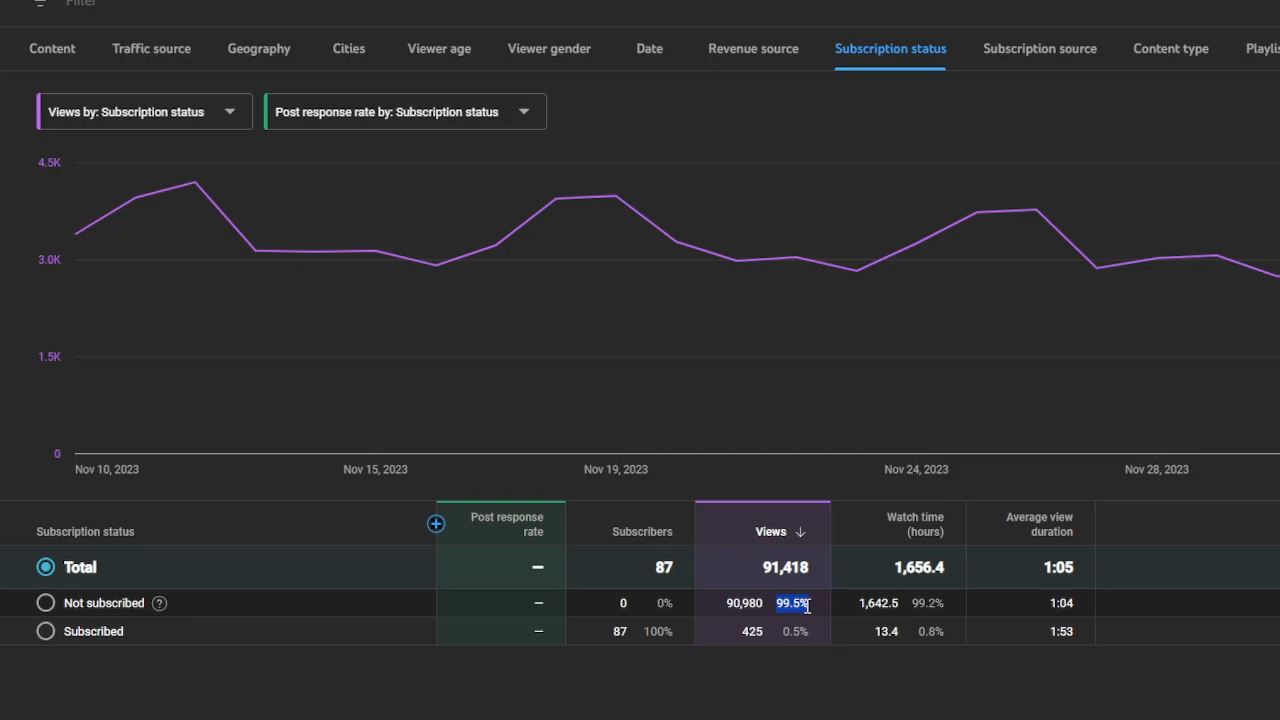 Filter
Content Traffic source Geography Cities Viewer age Viewer gender Date Revenue source Subscription status Subscription source Content type Playlis
Views by: Subscription status Post response rate by: Subscription status
4.5K
3.0K
1.5K
0
Nov 10, 2023 Nov 15, 2023 Nov 19, 2023 Nov 24, 2023 Nov 28, 2023
Subscription status Post response rate Subscribers Views Watch time (hours) Average view duration
Total — 87 91,418 1,656.4 1:05
Not subscribed ? — 0 0% 90,980 99.5% 1,642.5 99.2% 1:04
Subscribed — 87 100% 425 0.5% 13.4 0.8% 1:53